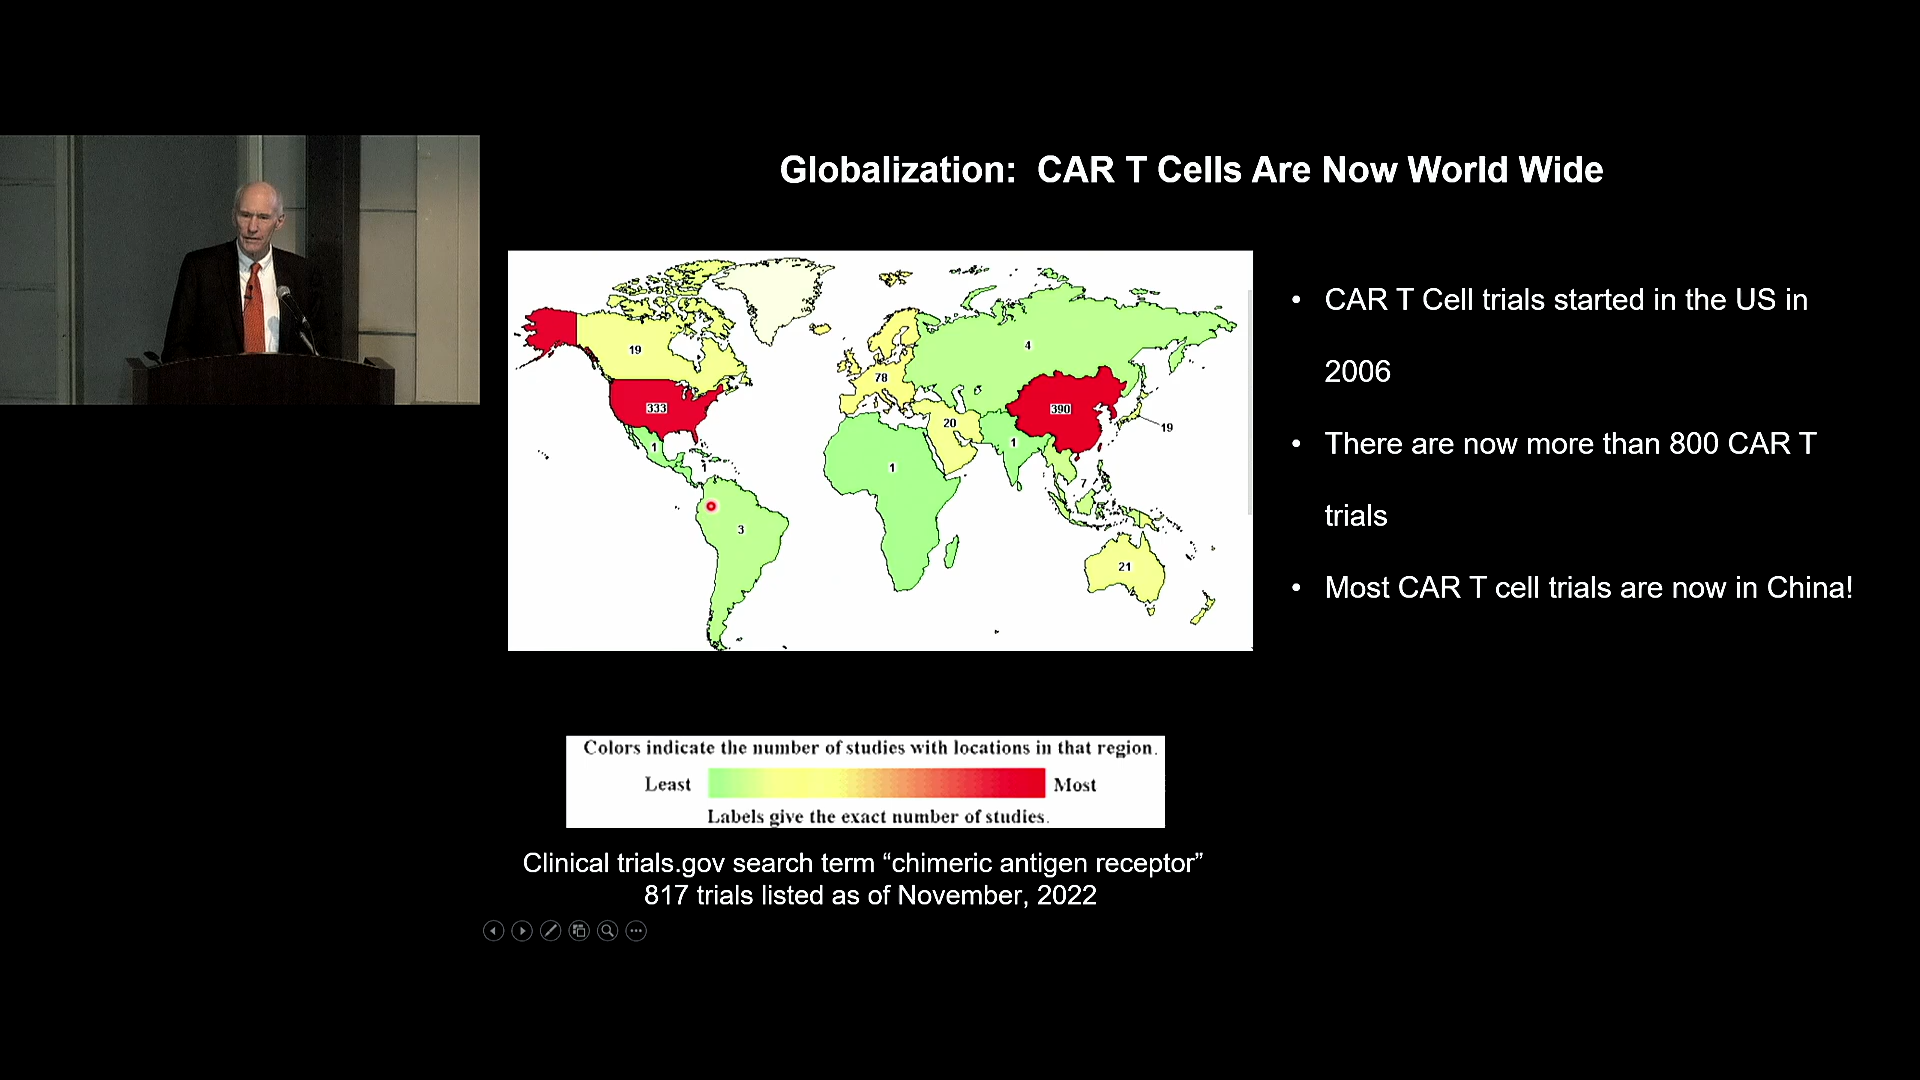 Globalization:  CAR T Cells Are Now World Wide
19
333
1
1
3
78
20
1
4
1
390
19
7
21
• CAR T Cell trials started in the US in
2006
• There are now more than 800 CAR T
trials
• Most CAR T cell trials are now in China!
Colors indicate the number of studies with locations in that region.
Least
Most
Labels give the exact number of studies.
Clinical trials.gov search term “chimeric antigen receptor”
817 trials listed as of November, 2022